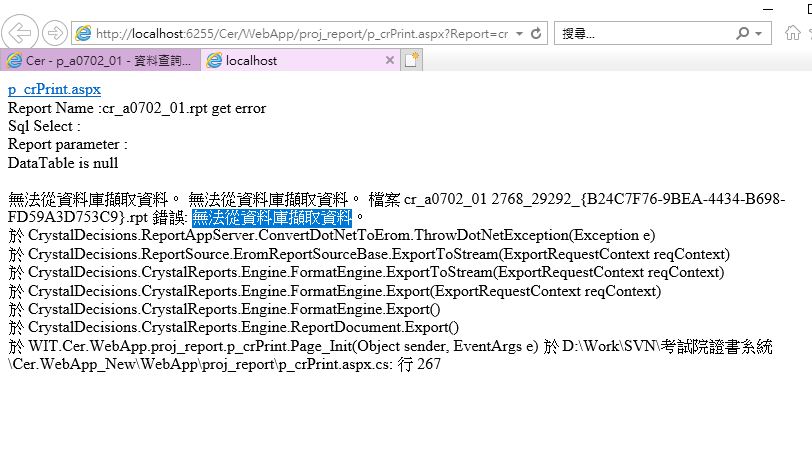 http://localhost:6255/Cer/WebApp/proj_report/p_crPrint.aspx?Report=cr
搜尋...
Cer - p_a0702_01 - 資料查詢...
localhost
p_crPrint.aspx
Report Name :cr_a0702_01.rpt get error
Sql Select :
Report parameter :
DataTable is null
無法從資料庫擷取資料。 無法從資料庫擷取資料。 檔案 cr_a0702_01 2768_29292_{B24C7F76-9BEA-4434-B698-
FD59A3D753C9}.rpt 錯誤: 無法從資料庫擷取資料。
於 CrystalDecisions.ReportAppServer.ConvertDotNetToErom.ThrowDotNetException(Exception e)
於 CrystalDecisions.ReportSource.EromReportSourceBase.ExportToStream(ExportRequestContext reqContext)
於 CrystalDecisions.CrystalReports.Engine.FormatEngine.ExportToStream(ExportRequestContext reqContext)
於 CrystalDecisions.CrystalReports.Engine.FormatEngine.Export(ExportRequestContext reqContext)
於 CrystalDecisions.CrystalReports.Engine.FormatEngine.Export()
於 CrystalDecisions.CrystalReports.Engine.ReportDocument.Export()
於 WIT.Cer.WebApp.proj_report.p_crPrint.Page_Init(Object sender, EventArgs e) 於 D:\Work\SVN\考試院證書系統
\Cer.WebApp_New\WebApp\proj_report\p_crPrint.aspx.cs: 行 267